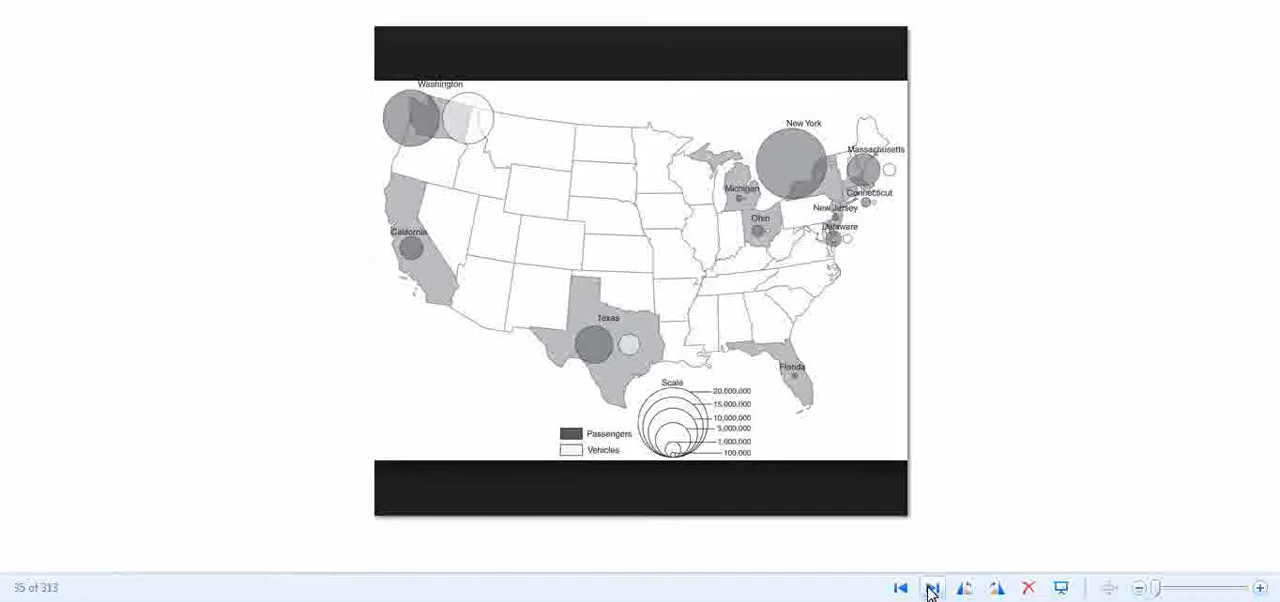 Washington
New York
Massachusetts
Michigan
Connecticut
New Jersey
Ohio
Delaware
California
Texas
Florida
Scale
20,000,000
15,000,000
10,000,000
5,000,000
1,000,000
100,000
Passengers
Vehicles
35 of 313